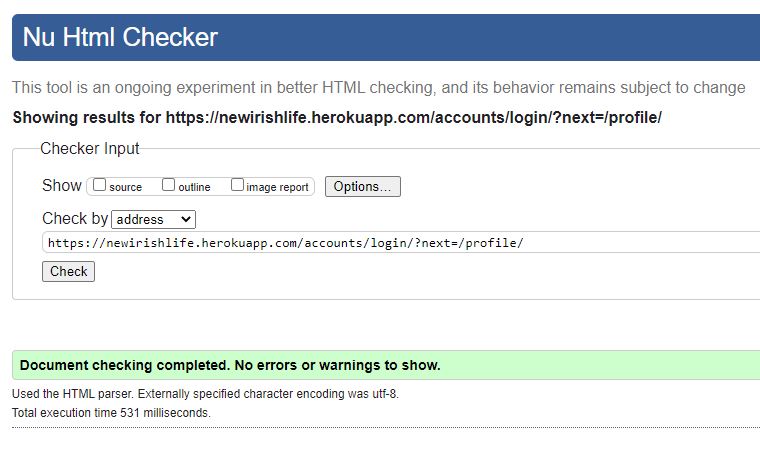 Nu Html Checker
This tool is an ongoing experiment in better HTML checking, and its behavior remains subject to change
Showing results for https://newirishlife.herokuapp.com/accounts/login/?next=/profile/
Checker Input
Show source outline image report Options...
Check by address
https://newirishlife.herokuapp.com/accounts/login/?next=/profile/
Check
Document checking completed. No errors or warnings to show.
Used the HTML parser. Externally specified character encoding was utf-8.
Total execution time 531 milliseconds.